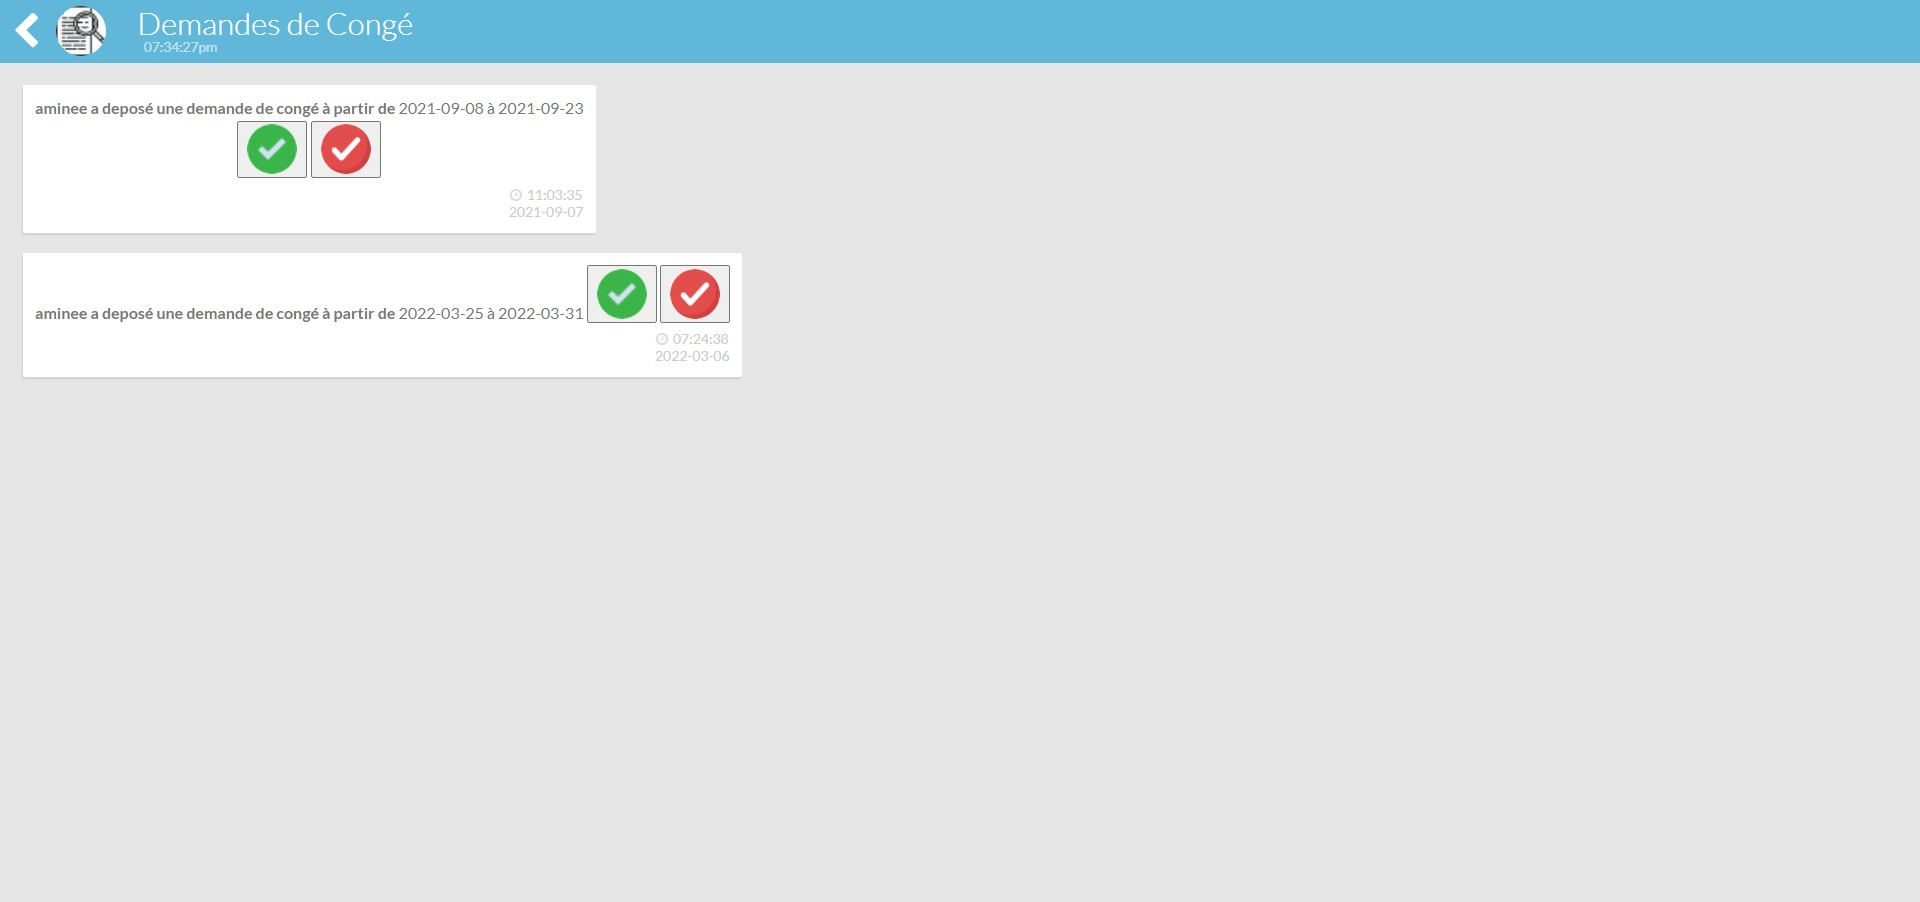 Demandes de Congé
07:34:27pm
aminee a deposé une demande de congé à partir de 2021-09-08 à 2021-09-23
11:03:35
2021-09-07
aminee a deposé une demande de congé à partir de 2022-03-25 à 2022-03-31
07:24:38
2022-03-06